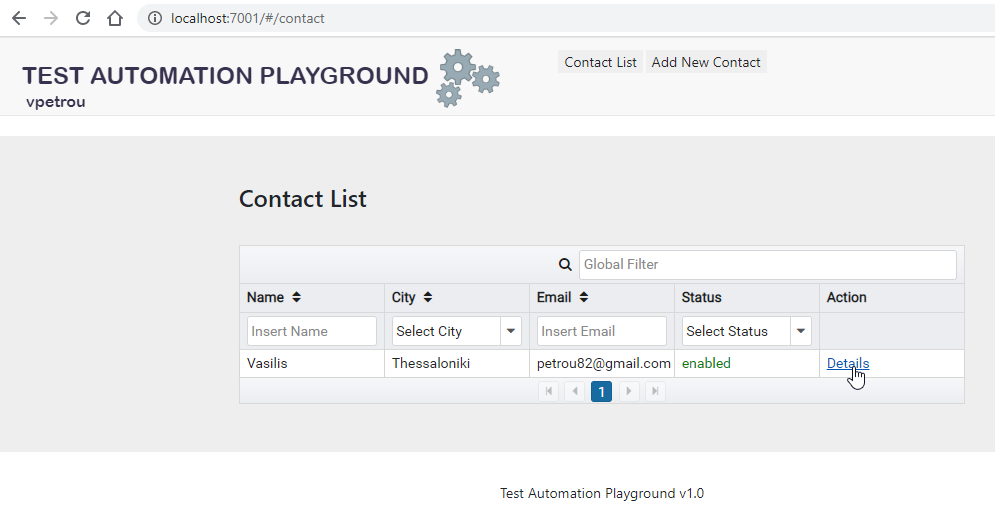 localhost:7001/#/contact
TEST AUTOMATION PLAYGROUND
vpetrou
Contact List Add New Contact
Contact List
Global Filter
Name City Email Status Action
Insert Name Select City Insert Email Select Status
Vasilis Thessaloniki petrou82@gmail.com enabled Details
1
Test Automation Playground v1.0